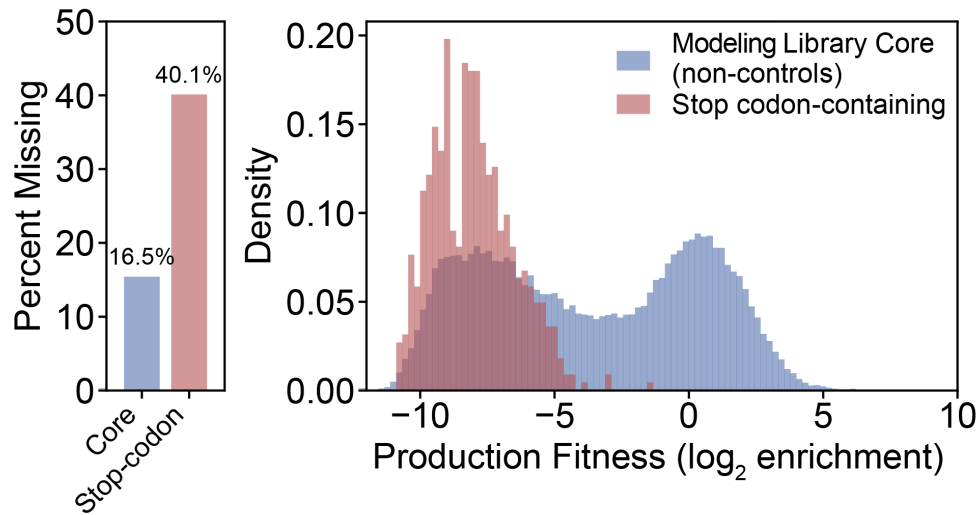 50
40
30
20
10
0
Percent Missing
16.5%
40.1%
Core
Stop-codon
0.20
0.15
0.10
0.05
0.00
Density
Modeling Library Core
(non-controls)
Stop codon-containing
−10
−5
0
5
10
Production Fitness (log₂ enrichment)